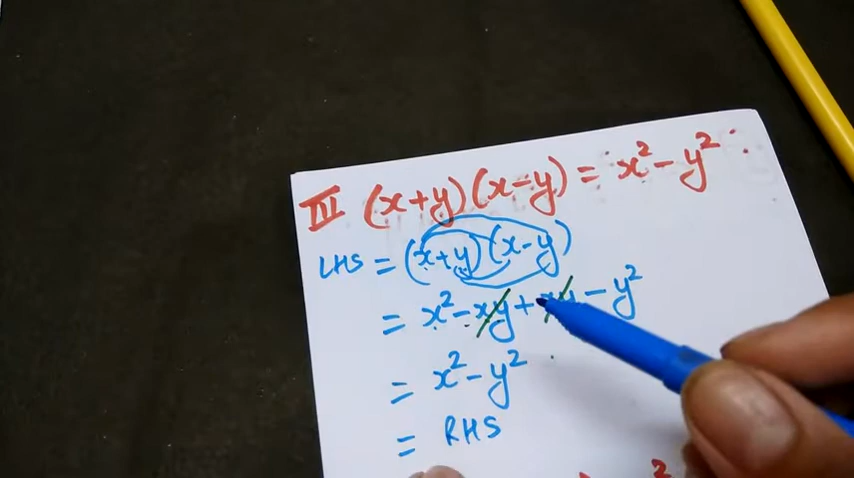 III (x+y)(x-y) = x² - y²
LHS = (x+y)(x-y)
= x² - xy + xy - y²
= x² - y²
= RHS